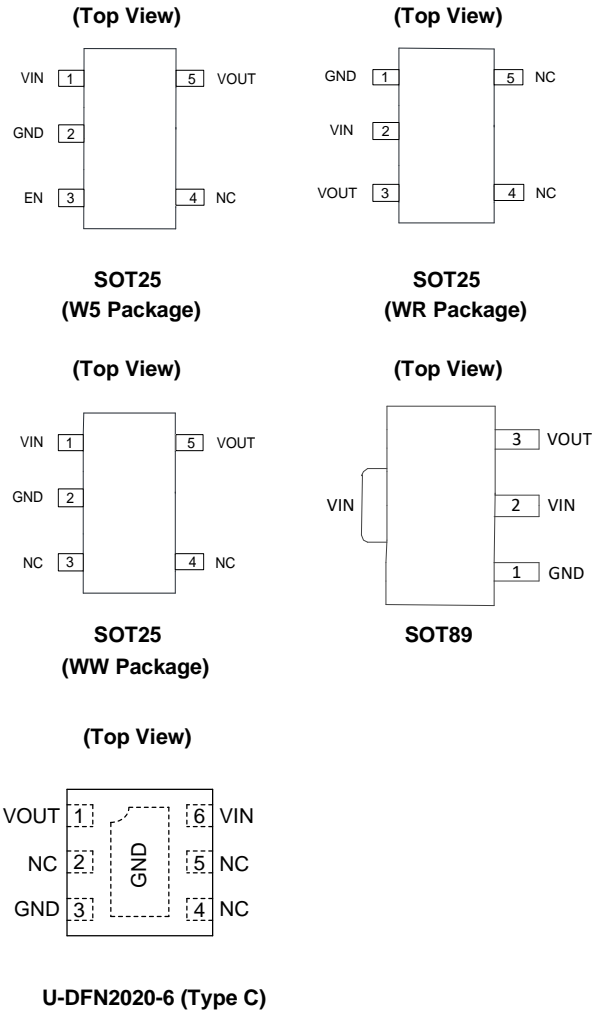 (Top View)
VIN 1 5 VOUT
GND 2
EN 3 4 NC
SOT25
(W5 Package)
(Top View)
GND 1 5 NC
VIN 2
VOUT 3 4 NC
SOT25
(WR Package)
(Top View)
VIN 1 5 VOUT
GND 2
NC 3 4 NC
SOT25
(WW Package)
(Top View)
3 VOUT
VIN 2 VIN
1 GND
SOT89
(Top View)
VOUT 1 6 VIN
NC 2 GND 5 NC
GND 3 4 NC
U-DFN2020-6 (Type C)